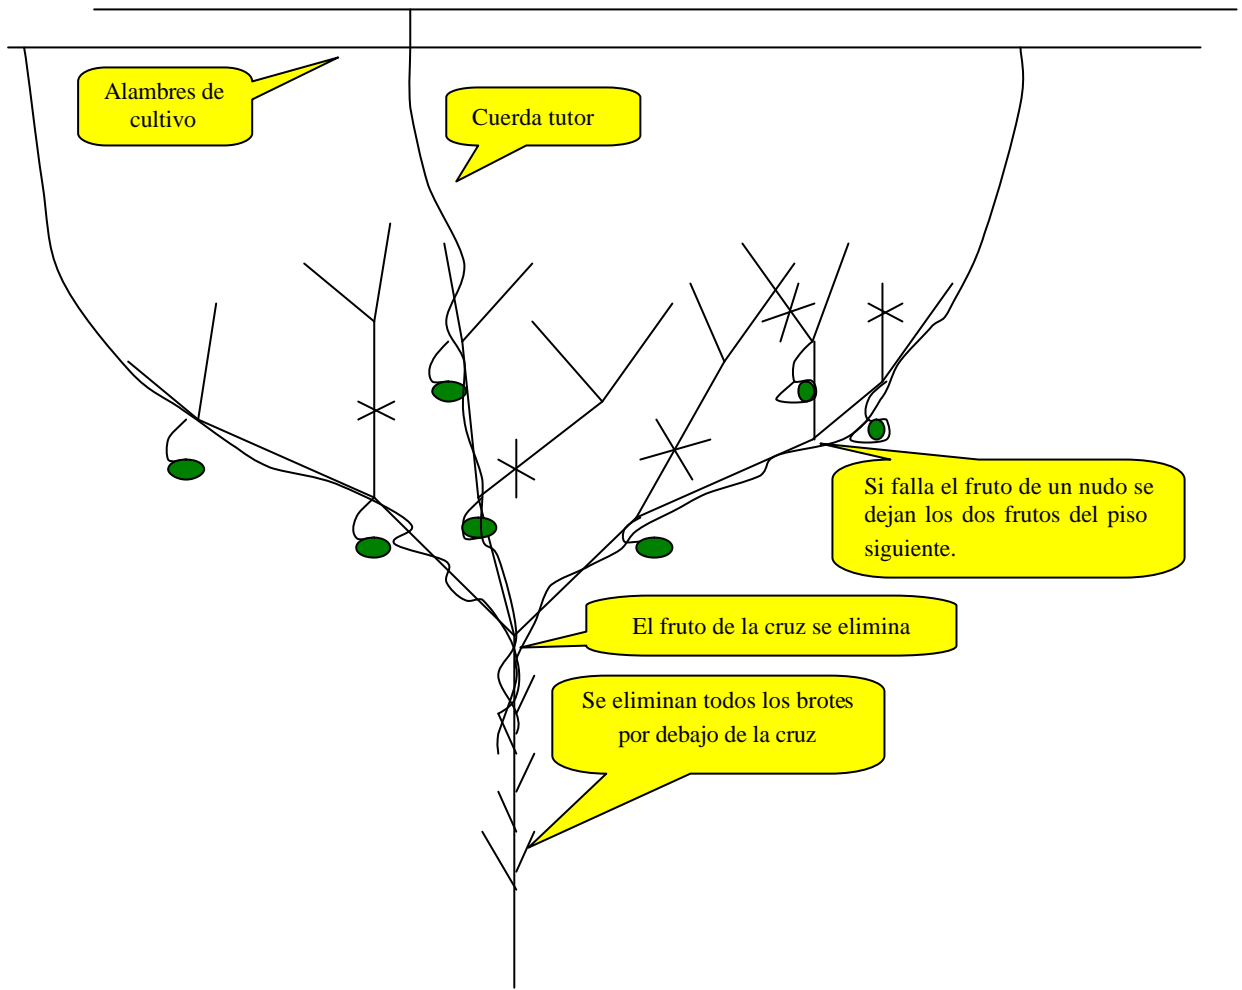 Alambres de
cultivo
Cuerda tutor
Si falla el fruto de un nudo se
dejan los dos frutos del piso
siguiente.
El fruto de la cruz se elimina
Se eliminan todos los brotes
por debajo de la cruz